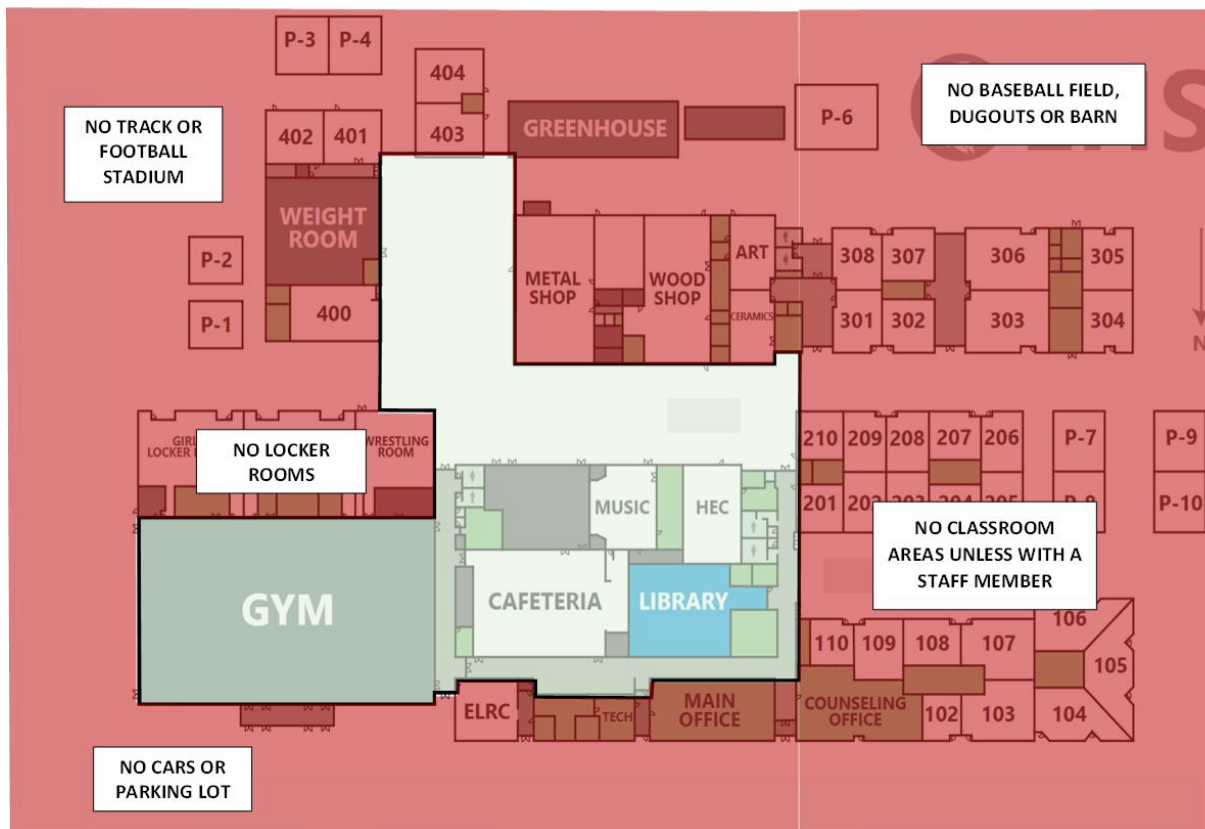 P-3 P-4
404
403
GREENHOUSE
P-6
NO BASEBALL FIELD,
DUGOUTS OR BARN
NO TRACK OR
FOOTBALL
STADIUM
402 401
WEIGHT
ROOM
P-2
P-1
400
METAL
SHOP
WOOD
SHOP
ART
CERAMICS
308 307 306 305
301 302 303 304
N
NO LOCKER
ROOMS
WRESTLING
ROOM
210 209 208 207 206
P-7 P-9
201 202 203 204 205
P-10
MUSIC
HEC
NO CLASSROOM
AREAS UNLESS WITH A
STAFF MEMBER
GYM
CAFETERIA
LIBRARY
110 109 108 107 106
105
ELRC
TECH
MAIN
OFFICE
COUNSELING
OFFICE
102 103 104
NO CARS OR
PARKING LOT